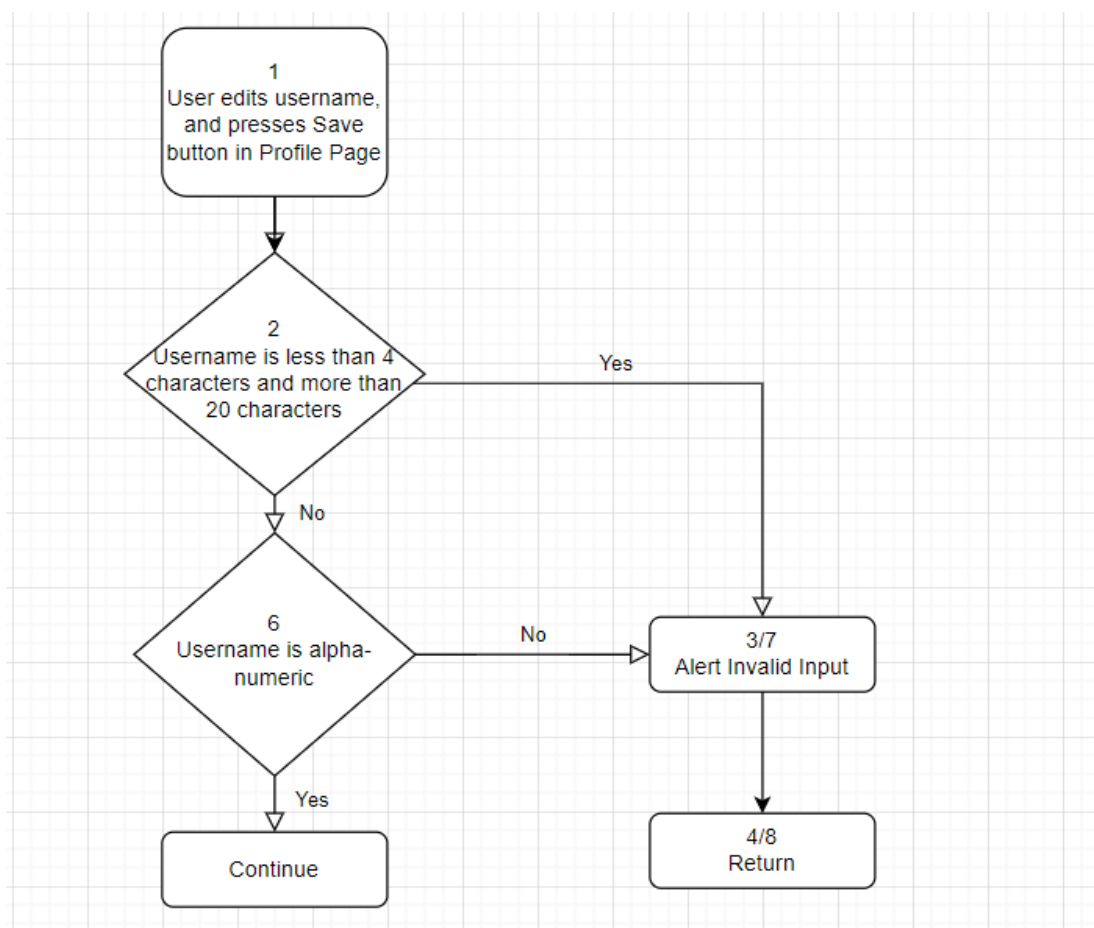 1
User edits username,
and presses Save
button in Profile Page
2
Username is less than 4
characters and more than
20 characters
Yes
No
6
Username is alpha-
numeric
No
3/7
Alert Invalid Input
Yes
Continue
4/8
Return